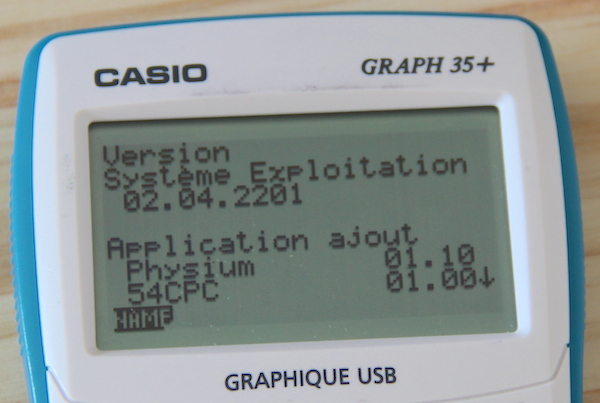 CASIO GRAPH 35+
Version
Système Exploitation
02.04.2201
Application ajout
Physium 01.10
54CPC 01.00↓
NAME
GRAPHIQUE USB